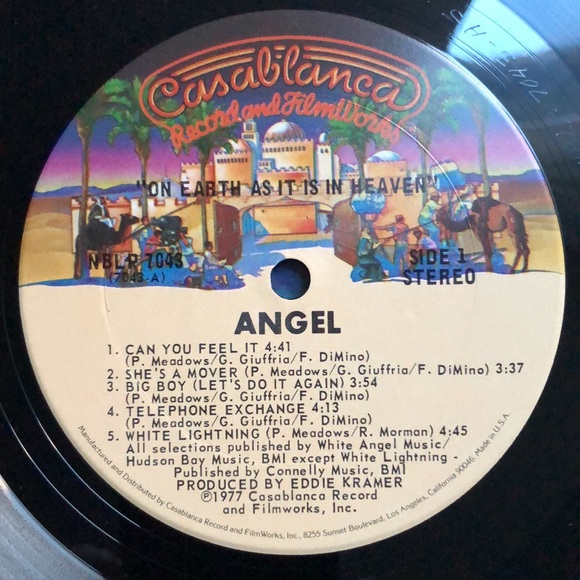 Casablanca
Record and FilmWorks
"ON EARTH AS IT IS IN HEAVEN"
NBLP 7043
(7043-A)
SIDE 1
STEREO
ANGEL
1. CAN YOU FEEL IT 4:41
(P. Meadows/G. Giuffria/F. DiMino)
2. SHE'S A MOVER (P. Meadows/G. Giuffria/F. DiMino) 3:37
3. BIG BOY (LET'S DO IT AGAIN) 3:54
(P. Meadows/G. Giuffria/F. DiMino)
4. TELEPHONE EXCHANGE 4:13
(P. Meadows/G. Giuffria/F. DiMino)
5. WHITE LIGHTNING (P. Meadows/R. Morman) 4:45
All selections published by White Angel Music/
Hudson Bay Music, BMI except White Lightning -
Published by Connelly Music, BMI
PRODUCED BY EDDIE KRAMER
℗1977 Casablanca Record
and Filmworks, Inc.
Manufactured and Distributed by Casablanca Record and FilmWorks, Inc., 8255 Sunset Boulevard, Los Angeles, California 90046. Made in U.S.A.